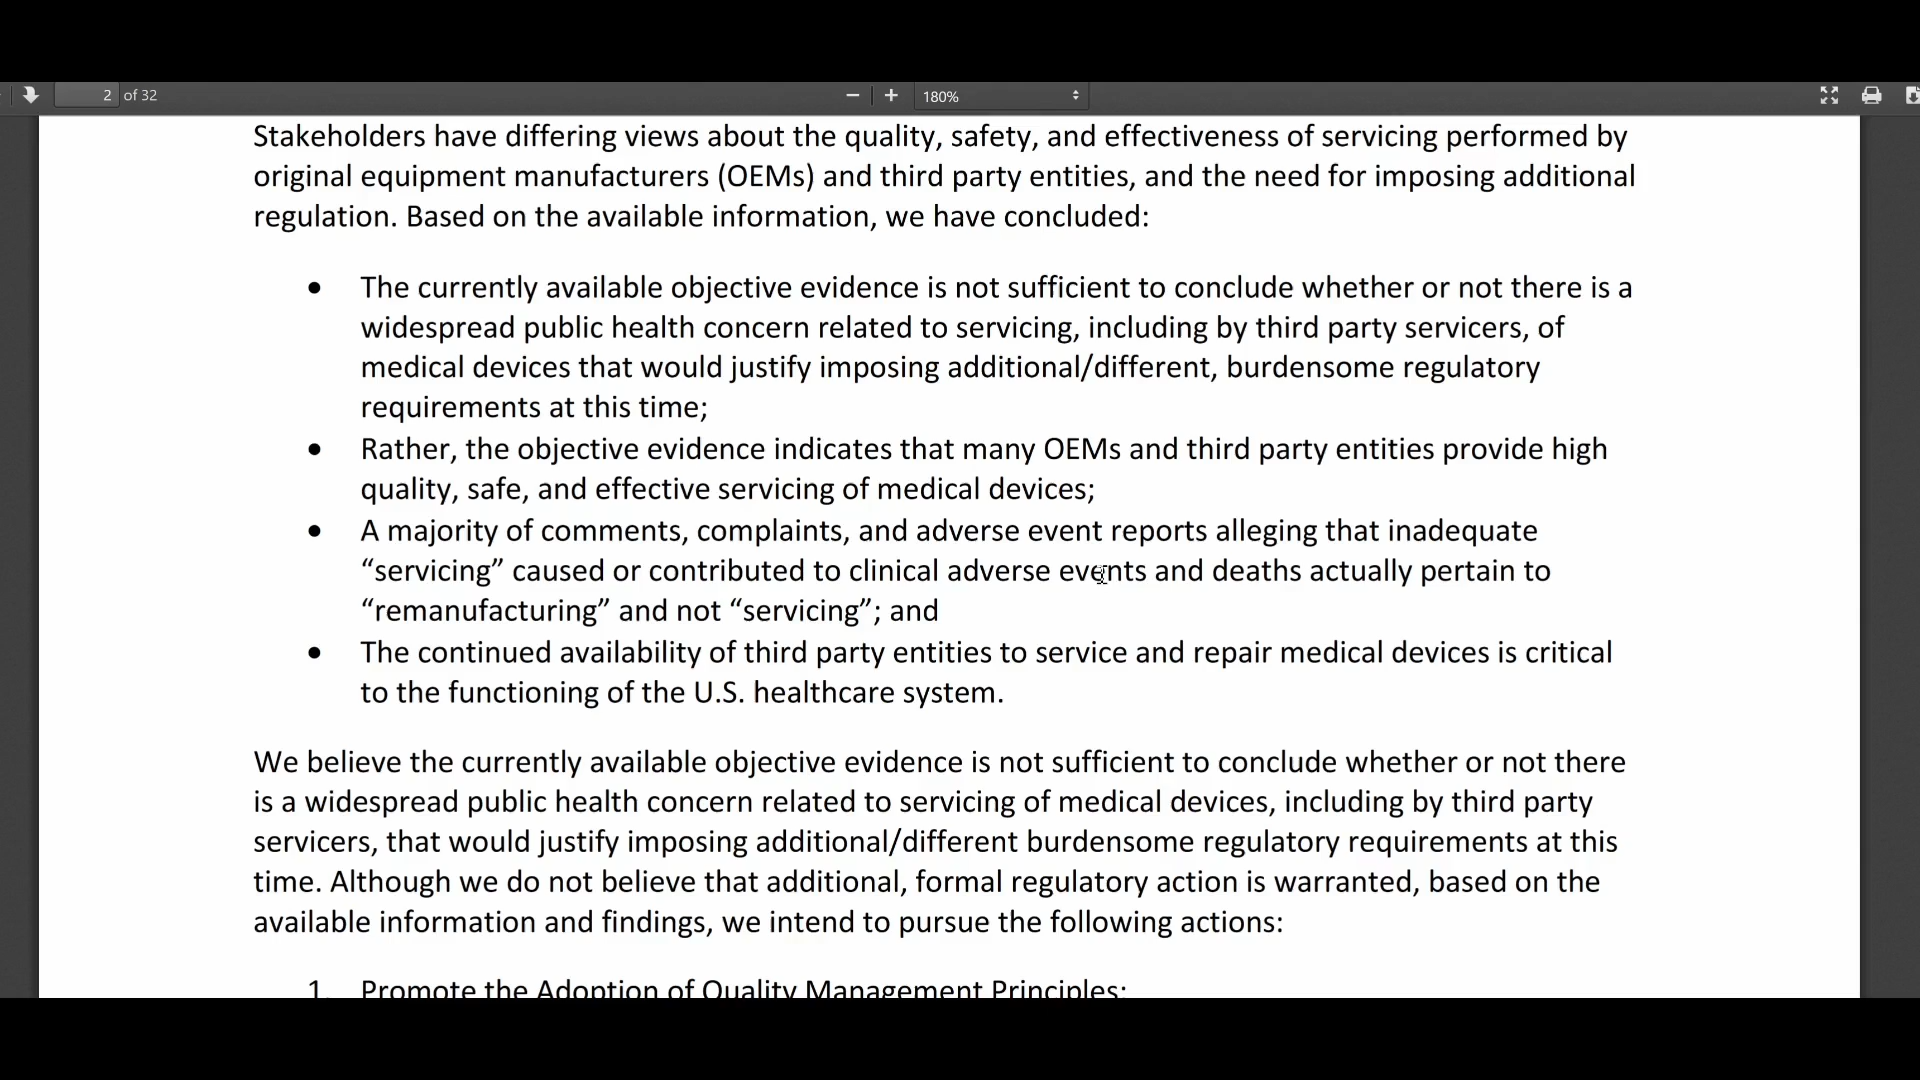 2 of 32
180%
Stakeholders have differing views about the quality, safety, and effectiveness of servicing performed by
original equipment manufacturers (OEMs) and third party entities, and the need for imposing additional
regulation. Based on the available information, we have concluded:
• The currently available objective evidence is not sufficient to conclude whether or not there is a
widespread public health concern related to servicing, including by third party servicers, of
medical devices that would justify imposing additional/different, burdensome regulatory
requirements at this time;
• Rather, the objective evidence indicates that many OEMs and third party entities provide high
quality, safe, and effective servicing of medical devices;
• A majority of comments, complaints, and adverse event reports alleging that inadequate
“servicing” caused or contributed to clinical adverse events and deaths actually pertain to
“remanufacturing” and not “servicing”; and
• The continued availability of third party entities to service and repair medical devices is critical
to the functioning of the U.S. healthcare system.
We believe the currently available objective evidence is not sufficient to conclude whether or not there
is a widespread public health concern related to servicing of medical devices, including by third party
servicers, that would justify imposing additional/different burdensome regulatory requirements at this
time. Although we do not believe that additional, formal regulatory action is warranted, based on the
available information and findings, we intend to pursue the following actions:
1. Promote the Adoption of Quality Management Principles;